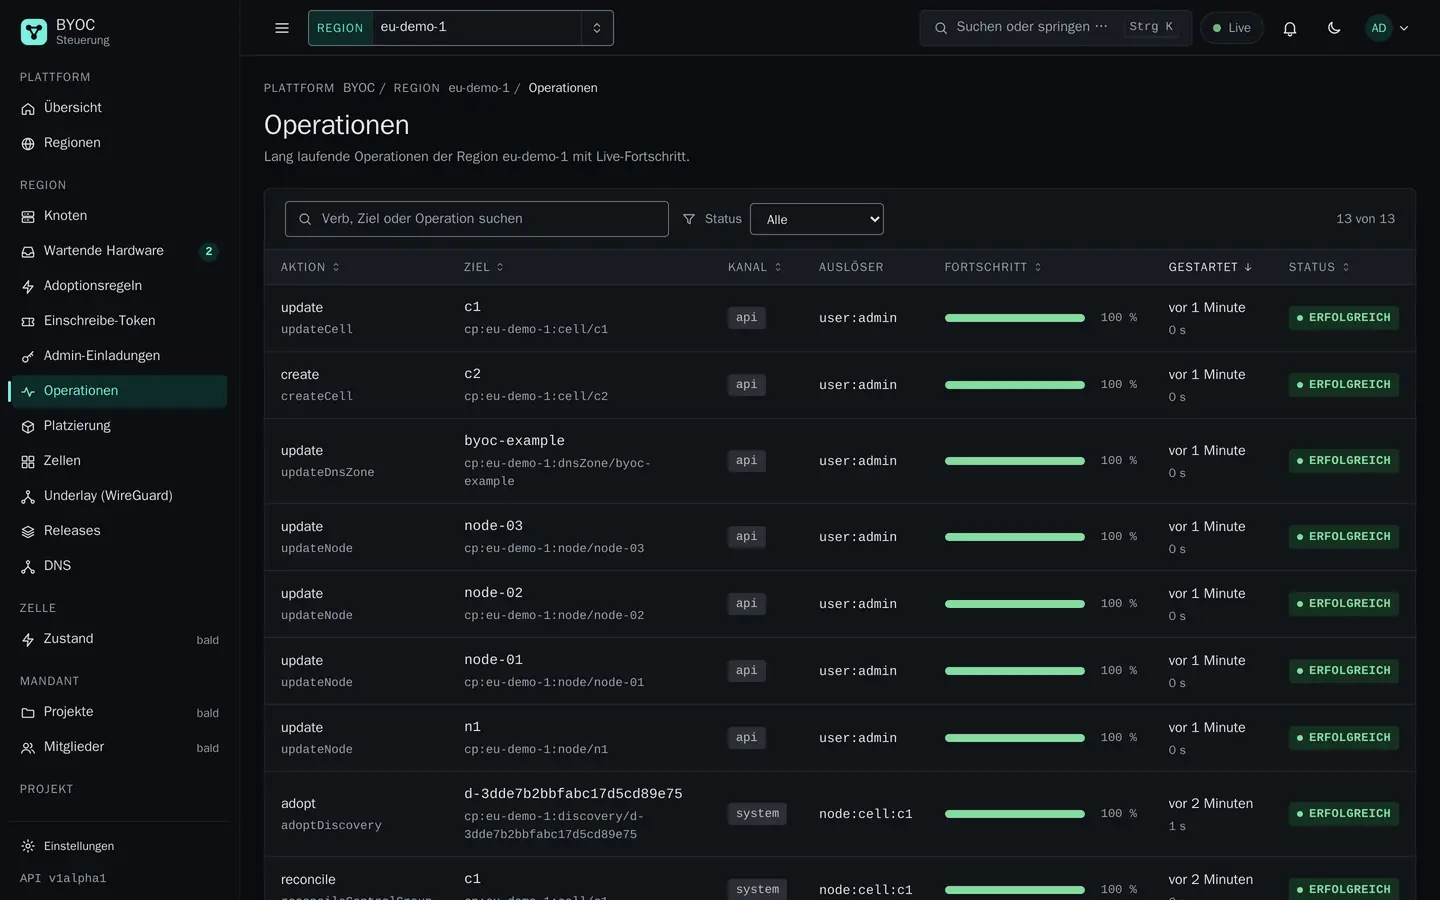 BYOC
Steuerung
REGION eu-demo-1
Suchen oder springen ··· Strg K
Live
AD
PLATTFORM
Übersicht
Regionen
REGION
Knoten
Wartende Hardware 2
Adoptionsregeln
Einschreibe-Token
Admin-Einladungen
Operationen
Platzierung
Zellen
Underlay (WireGuard)
Releases
DNS
ZELLE
Zustand bald
MANDANT
Projekte bald
Mitglieder bald
PROJEKT
Einstellungen
API v1alpha1
PLATTFORM BYOC / REGION eu-demo-1 / Operationen
Operationen
Lang laufende Operationen der Region eu-demo-1 mit Live-Fortschritt.
Verb, Ziel oder Operation suchen Status Alle 13 von 13
AKTION ZIEL KANAL AUSLÖSER FORTSCHRITT GESTARTET STATUS
update c1 api user:admin 100 % vor 1 Minute ERFOLGREICH
updateCell cp:eu-demo-1:cell/c1 0 s
create c2 api user:admin 100 % vor 1 Minute ERFOLGREICH
createCell cp:eu-demo-1:cell/c2 0 s
update byoc-example api user:admin 100 % vor 1 Minute ERFOLGREICH
updateDnsZone cp:eu-demo-1:dnsZone/byoc- 0 s
example
update node-03 api user:admin 100 % vor 1 Minute ERFOLGREICH
updateNode cp:eu-demo-1:node/node-03 0 s
update node-02 api user:admin 100 % vor 1 Minute ERFOLGREICH
updateNode cp:eu-demo-1:node/node-02 0 s
update node-01 api user:admin 100 % vor 1 Minute ERFOLGREICH
updateNode cp:eu-demo-1:node/node-01 0 s
update n1 api user:admin 100 % vor 1 Minute ERFOLGREICH
updateNode cp:eu-demo-1:node/n1 0 s
adopt d-3dde7b2bbfabc17d5cd89e75 system node:cell:c1 100 % vor 2 Minuten ERFOLGREICH
adoptDiscovery cp:eu-demo-1:discovery/d- 1 s
3dde7b2bbfabc17d5cd89e75
reconcile c1 system node:cell:c1 100 % vor 2 Minuten ERFOLGREICH